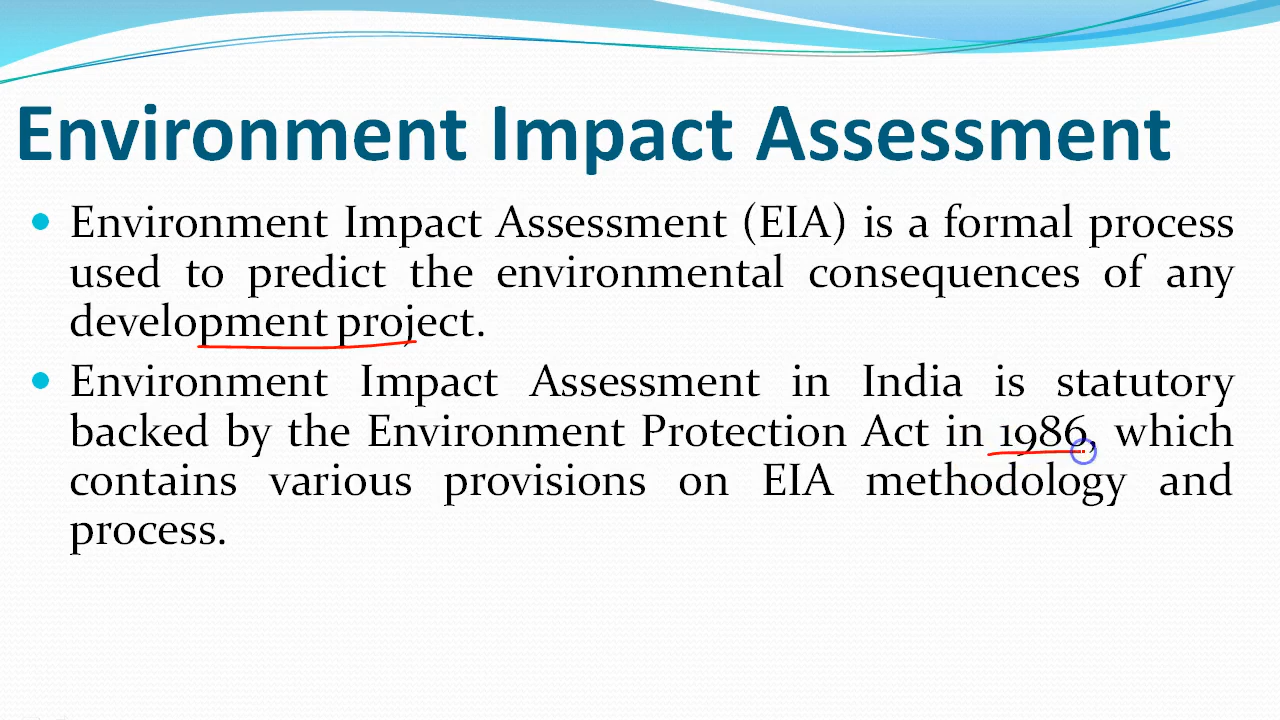 Environment Impact Assessment
Environment Impact Assessment (EIA) is a formal process
used to predict the environmental consequences of any
development project.
Environment Impact Assessment in India is statutory
backed by the Environment Protection Act in 1986, which
contains various provisions on EIA methodology and
process.